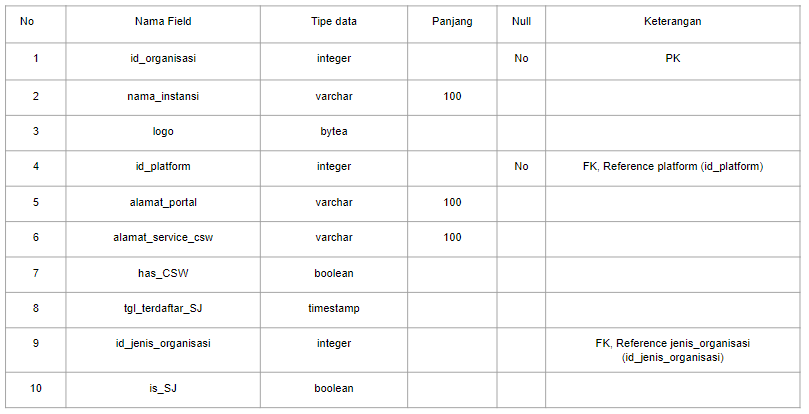 No Nama Field Tipe data Panjang Null Keterangan
1 id_organisasi integer No PK
2 nama_instansi varchar 100
3 logo bytea
4 id_platform integer No FK, Reference platform (id_platform)
5 alamat_portal varchar 100
6 alamat_service_csw varchar 100
7 has_CSW boolean
8 tgl_terdaftar_SJ timestamp
9 id_jenis_organisasi integer FK, Reference jenis_organisasi
(id_jenis_organisasi)
10 is_SJ boolean